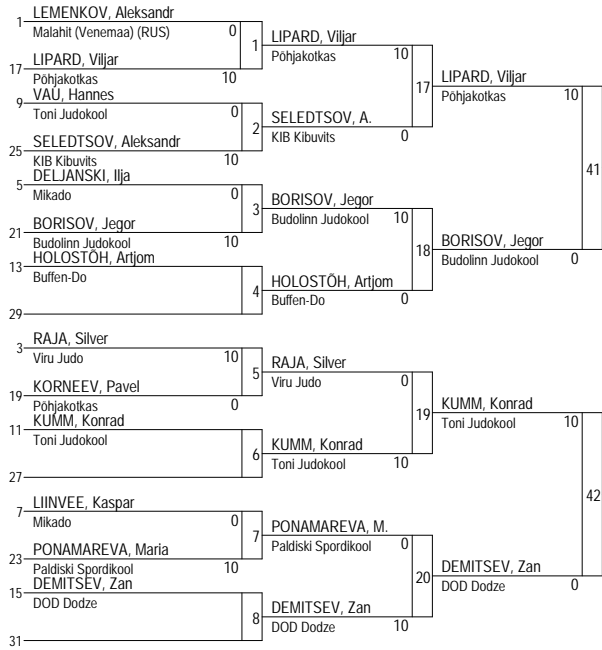 1 LEMENKOV, Aleksandr
Malahit (Venemaa) (RUS) 0
1
17 LIPARD, Viljar
Põhjakotkas 10
9 VAU, Hannes
Toni Judokool 0
2
25 SELEDTSOV, Aleksandr
KIB Kibuvits 10
5 DELJANSKI, Ilja
Mikado 0
3
21 BORISOV, Jegor
Budolinn Judokool 10
13 HOLOSTÕH, Artjom
Buffen-Do
4
29
3 RAJA, Silver
Viru Judo 10
5
19 KORNEEV, Pavel
Põhjakotkas 0
11 KUMM, Konrad
Toni Judokool
6
27
7 LIINVEE, Kaspar
Mikado 0
7
23 PONAMAREVA, Maria
Paldiski Spordikool 10
15 DEMITSEV, Zan
DOD Dodze
8
31
LIPARD, Viljar
Põhjakotkas 10
17
SELEDTSOV, A.
KIB Kibuvits 0
BORISOV, Jegor
Budolinn Judokool 10
18
HOLOSTÕH, Artjom
Buffen-Do 0
RAJA, Silver
Viru Judo 0
19
KUMM, Konrad
Toni Judokool 10
PONAMAREVA, M.
Paldiski Spordikool 0
20
DEMITSEV, Zan
DOD Dodze 10
LIPARD, Viljar
Põhjakotkas 10
41
BORISOV, Jegor
Budolinn Judokool 0
KUMM, Konrad
Toni Judokool 10
42
DEMITSEV, Zan
DOD Dodze 0